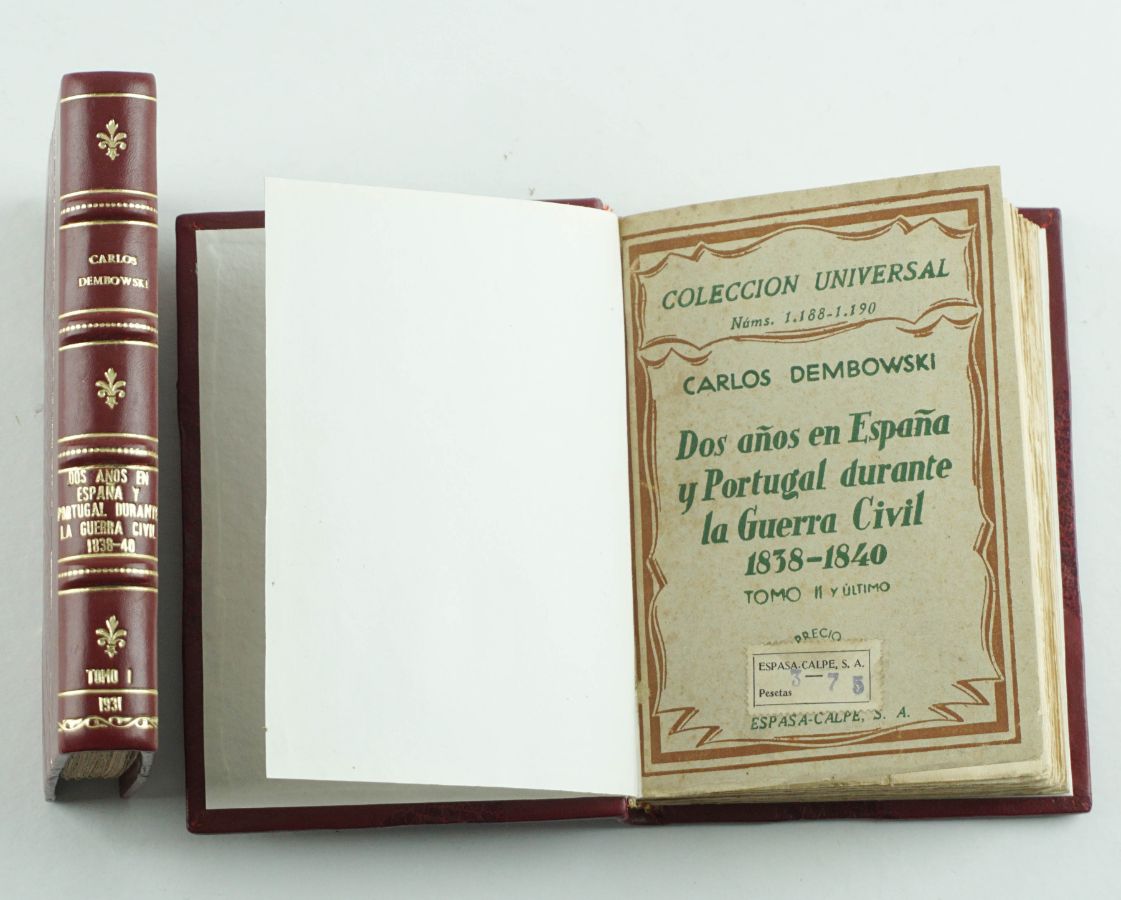 CARLOS
DEMBOWSKI
DOS AÑOS EN
ESPAÑA Y
PORTUGAL DURANTE
LA GUERRA CIVIL
1838-40
TOMO I
1931
COLECCION UNIVERSAL
Núms. 1.188-1.190
CARLOS DEMBOWSKI
Dos años en España
y Portugal durante
la Guerra Civil
1838-1840
TOMO II Y ÚLTIMO
PRECIO
ESPASA-CALPE, S. A.
3-75
Pesetas
ESPASA-CALPE, S. A.